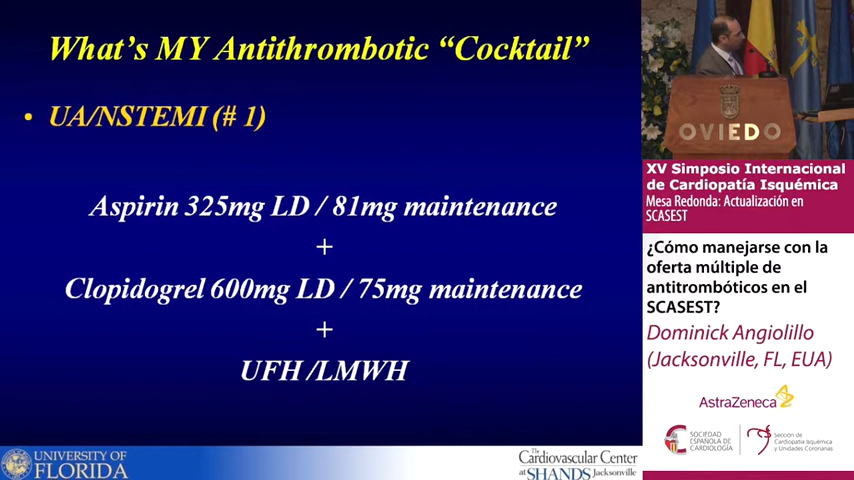 What's MY Antithrombotic "Cocktail"
• UA/NSTEMI (# 1)
Aspirin 325mg LD / 81mg maintenance
+
Clopidogrel 600mg LD / 75mg maintenance
+
UFH /LMWH
UNIVERSITY OF
FLORIDA
The
Cardiovascular Center
at SHANDS Jacksonville
OVIEDO
XV Simposio Internacional
de Cardiopatía Isquémica
Mesa Redonda: Actualización en
SCASEST
¿Cómo manejarse con la
oferta múltiple de
antitrombóticos en el
SCASEST?
Dominick Angiolillo
(Jacksonville, FL, EUA)
AstraZeneca
SOCIEDAD
ESPAÑOLA DE
CARDIOLOGÍA
Sección de
Cardiopatía Isquémica
y Unidades Coronarias